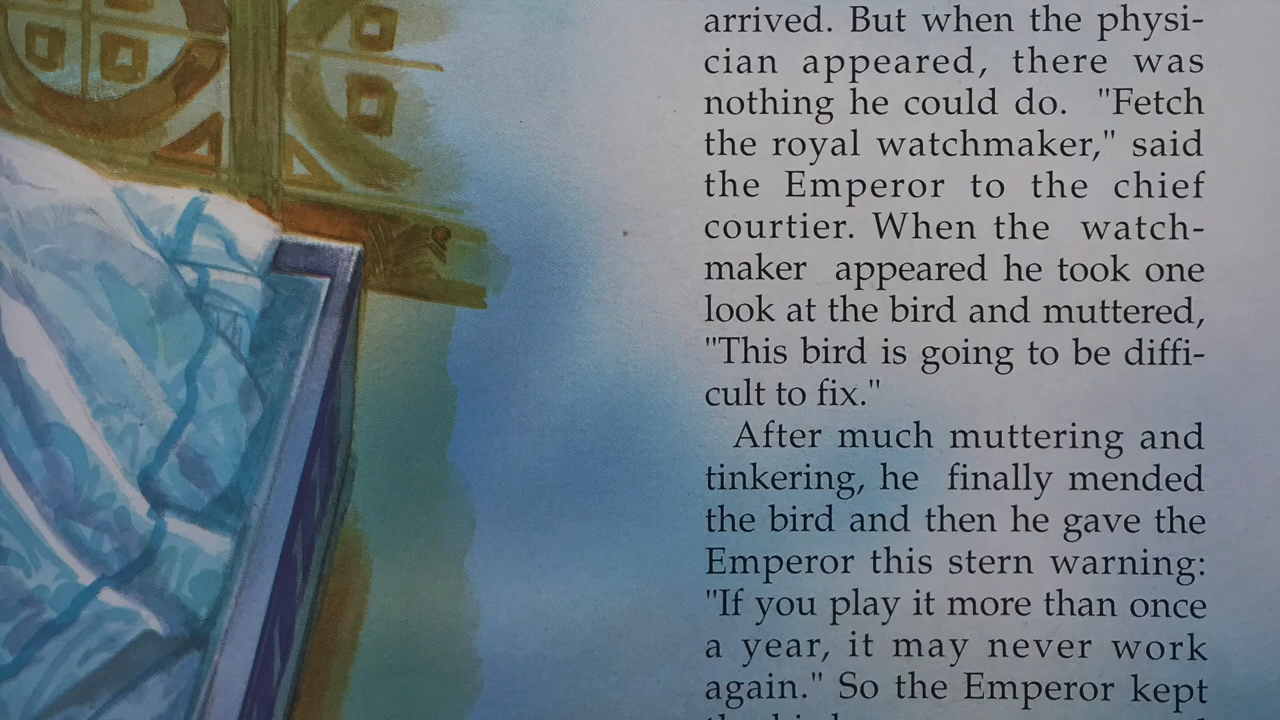 arrived. But when the physi-
cian appeared, there was
nothing he could do. "Fetch
the royal watchmaker," said
the Emperor to the chief
courtier. When the watch-
maker appeared he took one
look at the bird and muttered,
"This bird is going to be diffi-
cult to fix."
After much muttering and
tinkering, he finally mended
the bird and then he gave the
Emperor this stern warning:
"If you play it more than once
a year, it may never work
again." So the Emperor kept